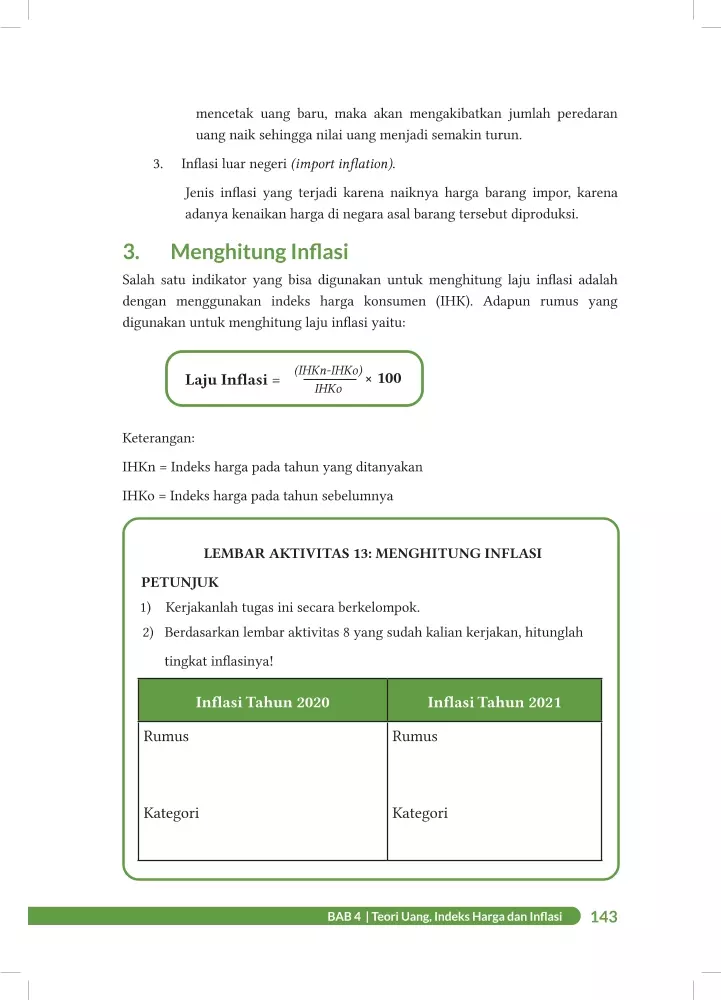 mencetak uang baru, maka akan mengakibatkan jumlah peredaran
uang naik sehingga nilai uang menjadi semakin turun.
3. Inflasi luar negeri (import inflation).
Jenis inflasi yang terjadi karena naiknya harga barang impor, karena
adanya kenaikan harga di negara asal barang tersebut diproduksi.
3. Menghitung Inflasi
Salah satu indikator yang bisa digunakan untuk menghitung laju inflasi adalah
dengan menggunakan indeks harga konsumen (IHK). Adapun rumus yang
digunakan untuk menghitung laju inflasi yaitu:
Laju Inflasi = (IHKn-IHKo) × 100
IHKo
Keterangan:
IHKn = Indeks harga pada tahun yang ditanyakan
IHKo = Indeks harga pada tahun sebelumnya
LEMBAR AKTIVITAS 13: MENGHITUNG INFLASI
PETUNJUK
1) Kerjakanlah tugas ini secara berkelompok.
2) Berdasarkan lembar aktivitas 8 yang sudah kalian kerjakan, hitunglah
tingkat inflasinya!
Inflasi Tahun 2020 Inflasi Tahun 2021
Rumus Rumus
Kategori Kategori
BAB 4 | Teori Uang, Indeks Harga dan Inflasi 143